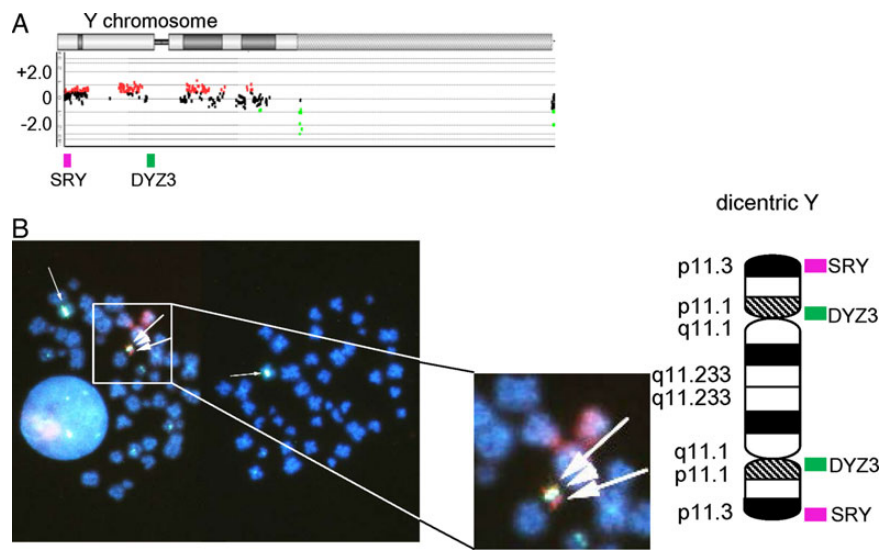 A
Y chromosome
+2.0
0
-2.0
SRY
DYZ3
B
dicentric Y
p11.3
SRY
p11.1
DYZ3
q11.1
q11.233
q11.233
q11.1
DYZ3
p11.1
p11.3
SRY